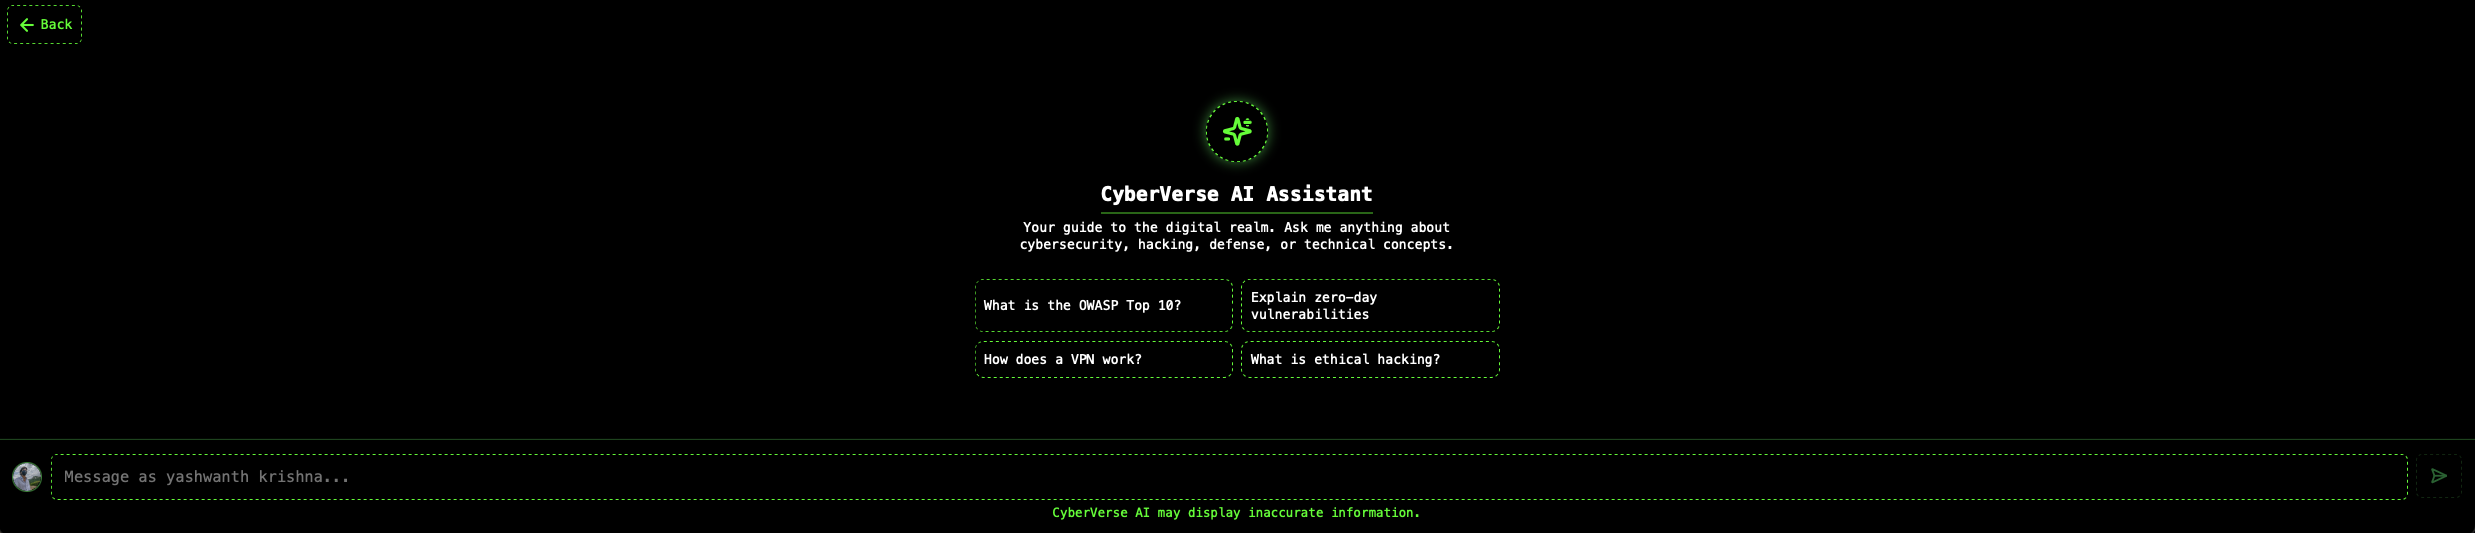 Back
CyberVerse AI Assistant
Your guide to the digital realm. Ask me anything about
cybersecurity, hacking, defense, or technical concepts.
What is the OWASP Top 10?
Explain zero-day
vulnerabilities
How does a VPN work?
What is ethical hacking?
Message as yashwanth krishna...
CyberVerse AI may display inaccurate information.